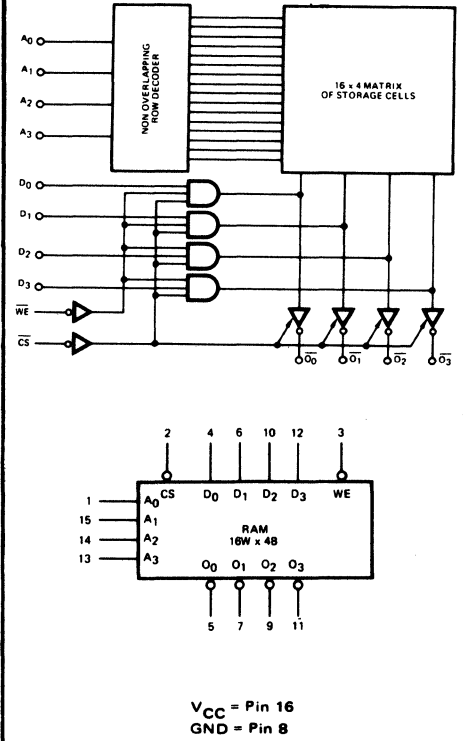 A0
A1
A2
A3
NON OVERLAPPING
ROW DECODER
16 x 4 MATRIX
OF STORAGE CELLS
D0
D1
D2
D3
WE
CS
O0 O1 O2 O3
2 4 6 10 12 3
CS D0 D1 D2 D3 WE
1 A0
15 A1
14 A2
13 A3
RAM
16W x 48
O0 O1 O2 O3
5 7 9 11
VCC = Pin 16
GND = Pin 8